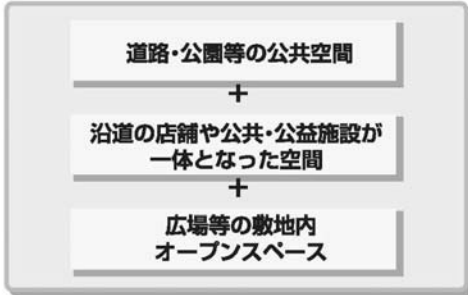 道路・公園等の公共空間
+
沿道の店舗や公共・公益施設が
一体となった空間
+
広場等の敷地内
オープンスペース